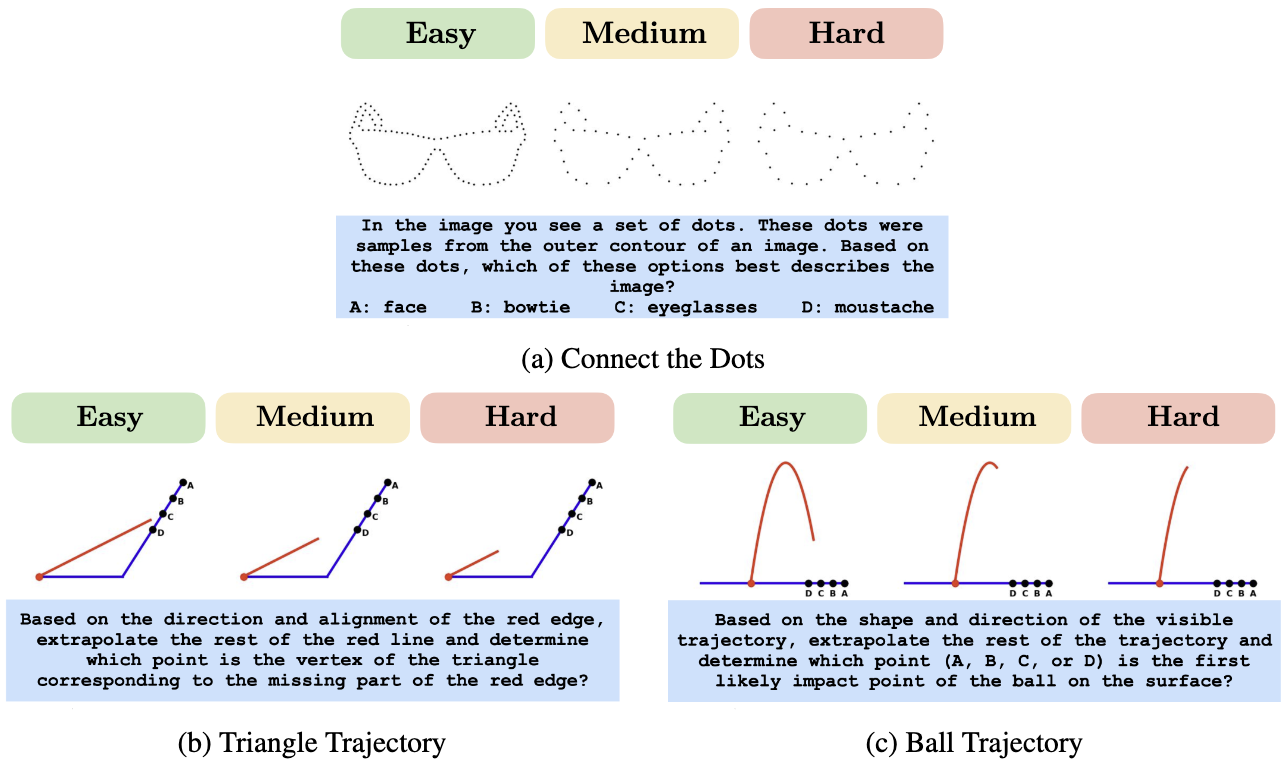 Easy Medium Hard
In the image you see a set of dots. These dots were
samples from the outer contour of an image. Based on
these dots, which of these options best describes the
image?
A: face B: bowtie C: eyeglasses D: moustache
(a) Connect the Dots
Easy Medium Hard
A
B
C
D
A
B
C
D
A
B
C
D
Based on the direction and alignment of the red edge,
extrapolate the rest of the red line and determine
which point is the vertex of the triangle
corresponding to the missing part of the red edge?
(b) Triangle Trajectory
Easy Medium Hard
D C B A
D C B A
D C B A
Based on the shape and direction of the visible
trajectory, extrapolate the rest of the trajectory and
determine which point (A, B, C, or D) is the first
likely impact point of the ball on the surface?
(c) Ball Trajectory